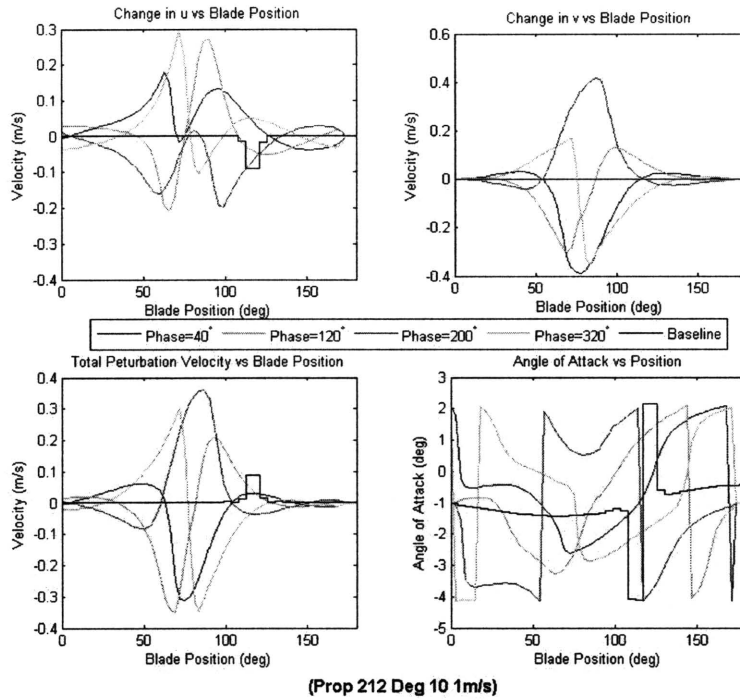 Change in u vs Blade Position
0.3
0.2
0.1
0
-0.1
-0.2
0.3
-0.4
Velocity (m/s)
0 50 100 150
Blade Position (deg)
Change in v vs Blade Position
0.6
0.4
0.2
0
-0.2
-0.4
Velocity (m/s)
0 50 100 150
Blade Position (deg)
Phase=40° Phase=120° Phase=200° Phase=320° Baseline
Total Peturbation Velocity vs Blade Position
0.4
0.3
0.2
0.1
0
-0.1
-0.2
-0.3
-0.4
Velocity (m/s)
0 50 100 150
Blade Position (deg)
Angle of Attack vs Position
3
2
1
0
-1
-2
-3
-4
-5
Angle of Attack (deg)
0 50 100 150
Blade Position (deg)
(Prop 212 Deg 10 1m/s)